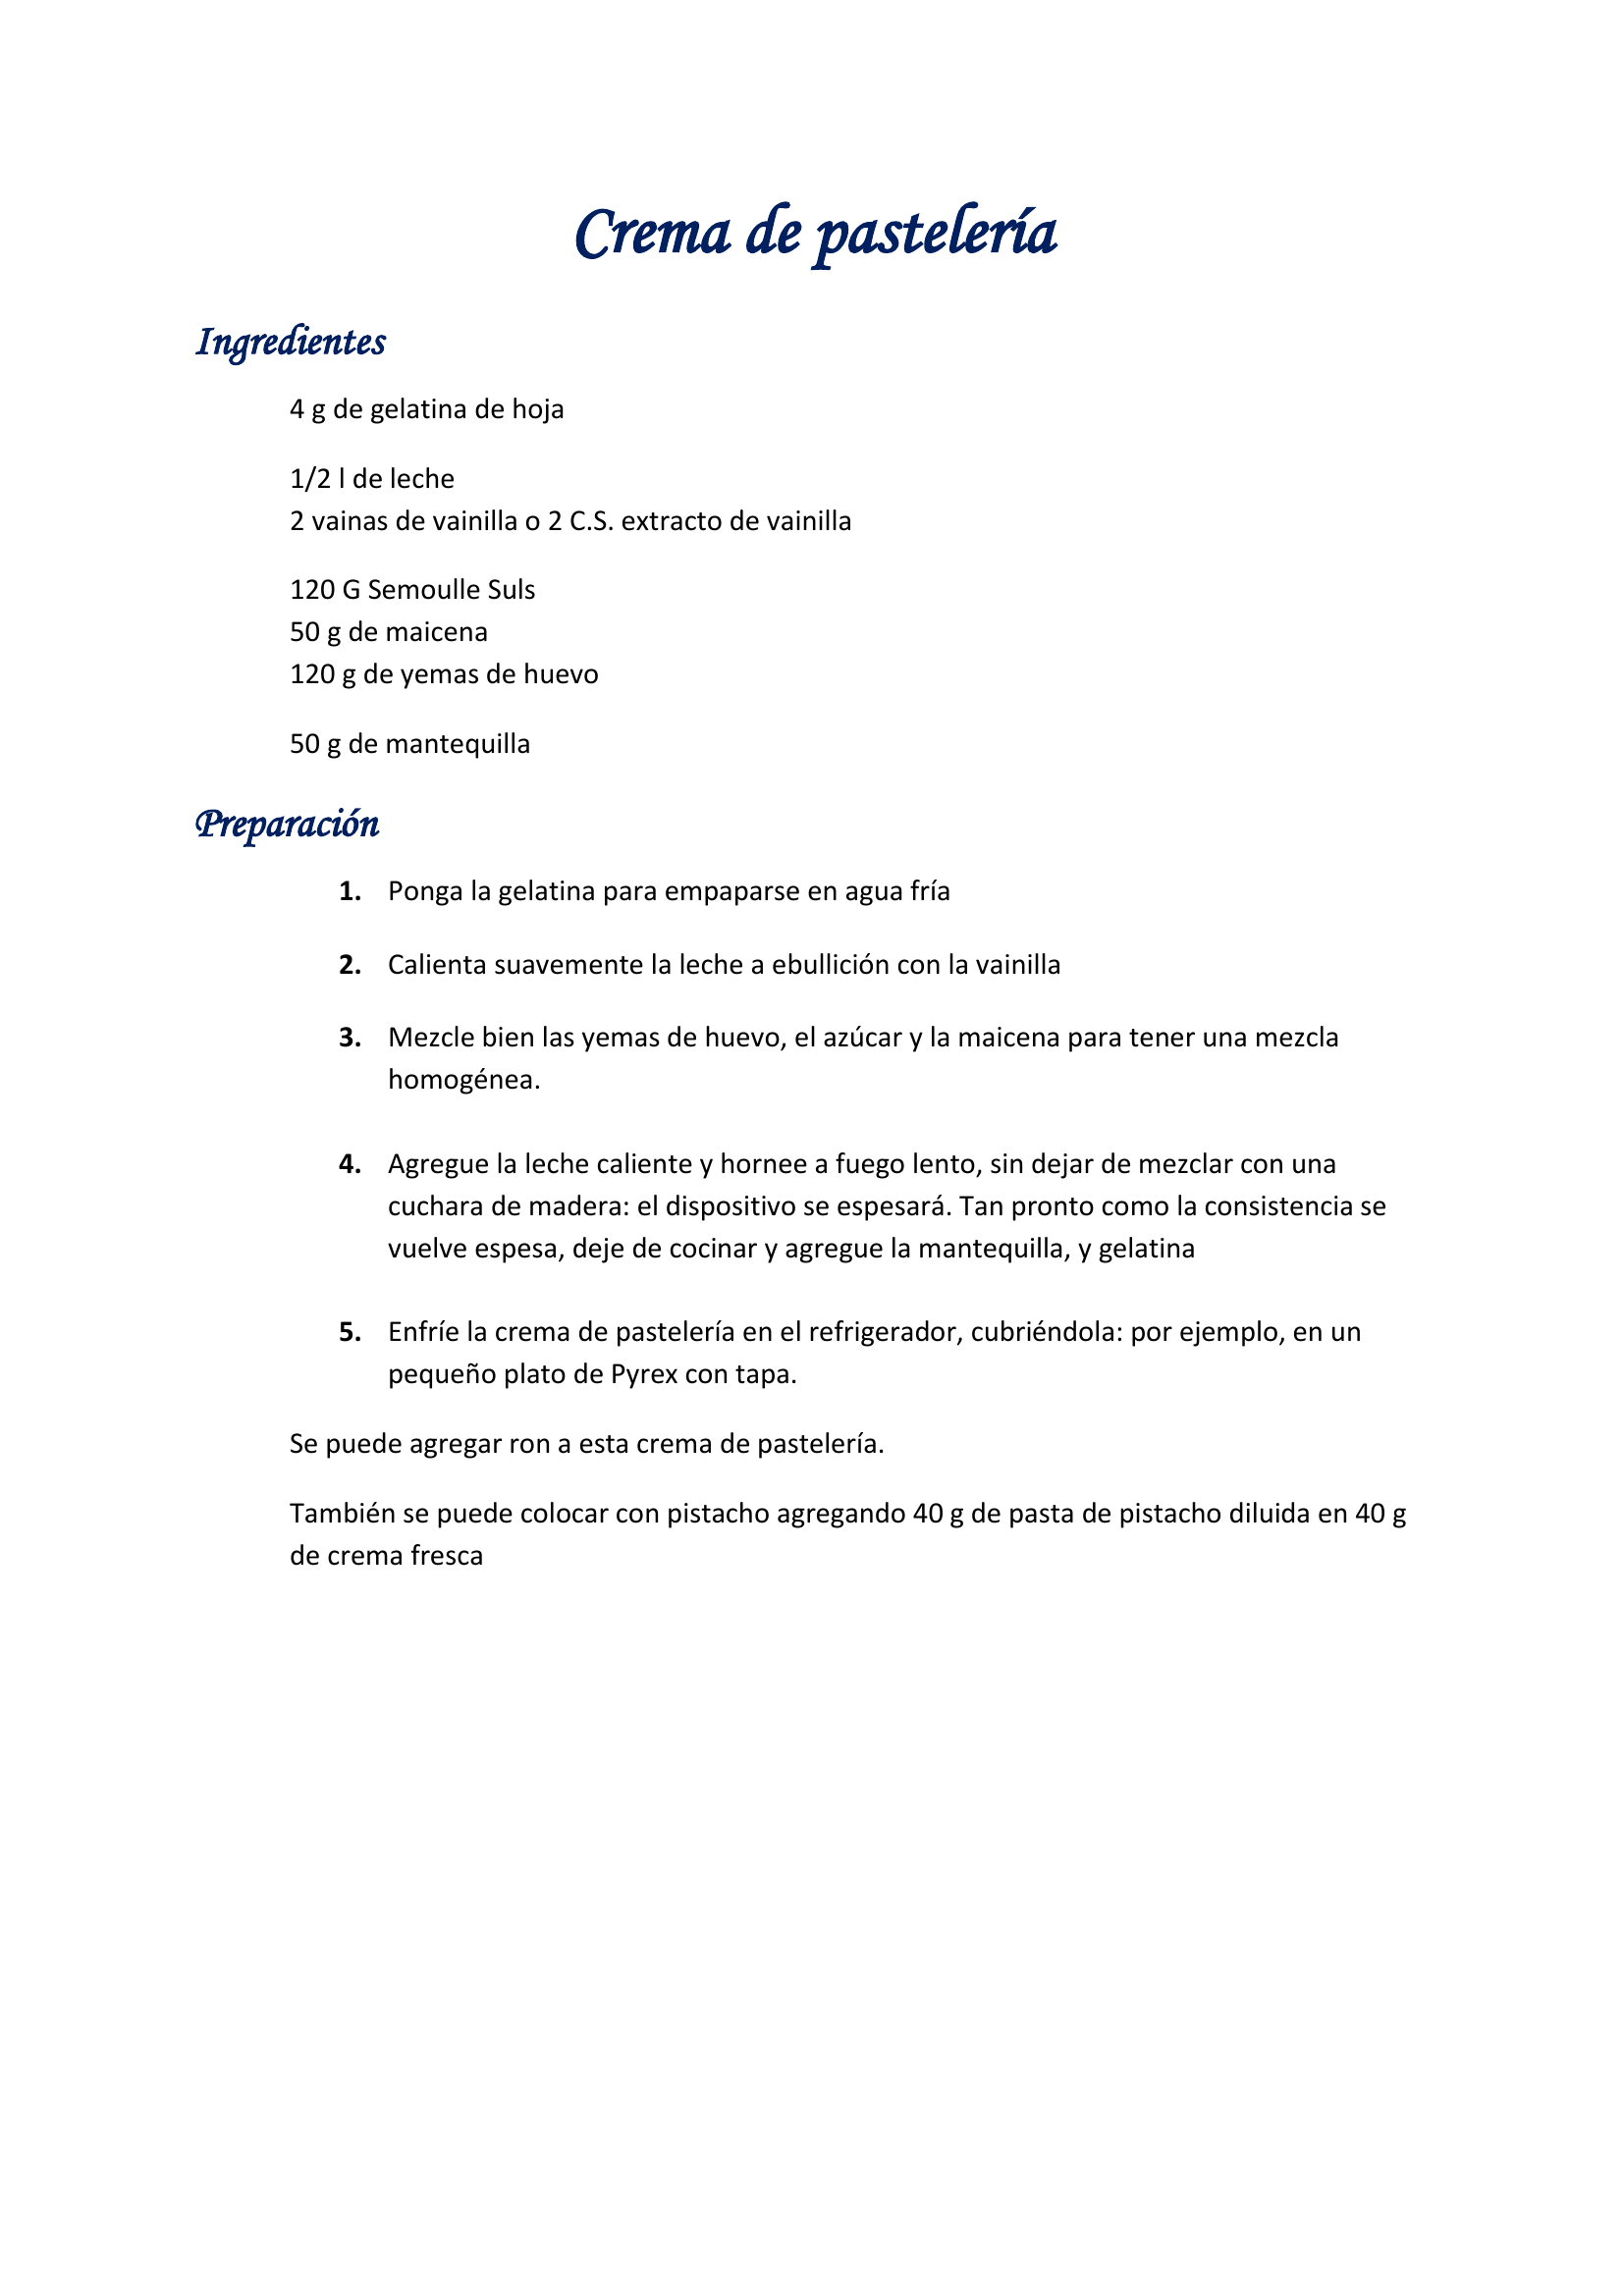 Crema de pastelería
Ingredientes
4 g de gelatina de hoja
1/2 l de leche
2 vainas de vainilla o 2 C.S. extracto de vainilla
120 G Semoulle Suls
50 g de maicena
120 g de yemas de huevo
50 g de mantequilla
Preparación
1. Ponga la gelatina para empaparse en agua fría
2. Calienta suavemente la leche a ebullición con la vainilla
3. Mezcle bien las yemas de huevo, el azúcar y la maicena para tener una mezcla
homogénea.
4. Agregue la leche caliente y hornee a fuego lento, sin dejar de mezclar con una
cuchara de madera: el dispositivo se espesará. Tan pronto como la consistencia se
vuelve espesa, deje de cocinar y agregue la mantequilla, y gelatina
5. Enfríe la crema de pastelería en el refrigerador, cubriéndola: por ejemplo, en un
pequeño plato de Pyrex con tapa.
Se puede agregar ron a esta crema de pastelería.
También se puede colocar con pistacho agregando 40 g de pasta de pistacho diluida en 40 g
de crema fresca